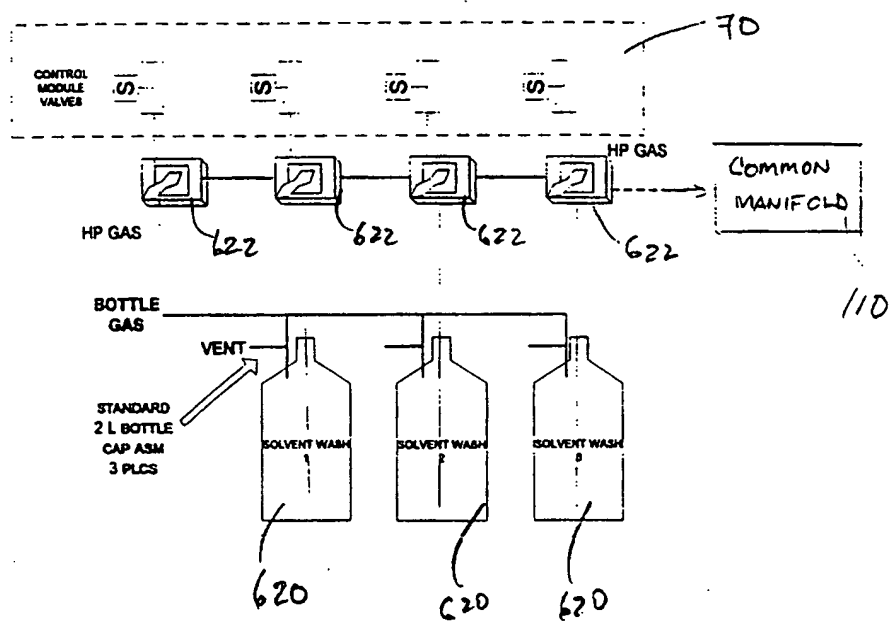 70
CONTROL
MODULE
VALVES
S S S S
HP GAS
COMMON
MANIFOLD
622 622 622 622
HP GAS
110
BOTTLE
GAS
VENT
STANDARD
2 L BOTTLE
CAP ASM
3 PLCS
SOLVENT WASH
1
SOLVENT WASH
2
SOLVENT WASH
3
620 620 620